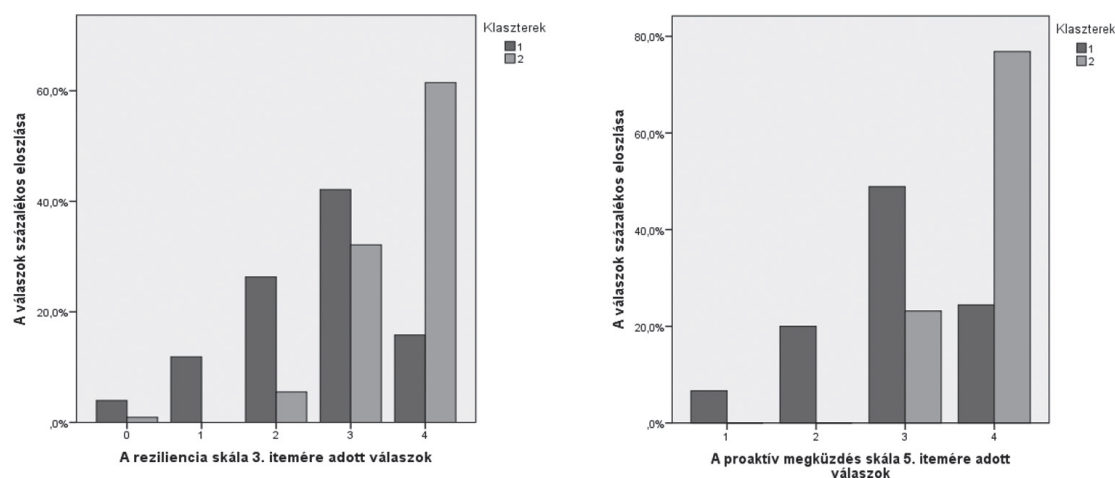 Klaszterek
1
2
A válaszok százalékos eloszlása
60,0%
40,0%
20,0%
,0%
0 1 2 3 4
A reziliencia skála 3. itemére adott válaszok
Klaszterek
1
2
A válaszok százalékos eloszlása
80,0%
60,0%
40,0%
20,0%
,0%
1 2 3 4
A proaktív megküzdés skála 5. itemére adott
válaszok